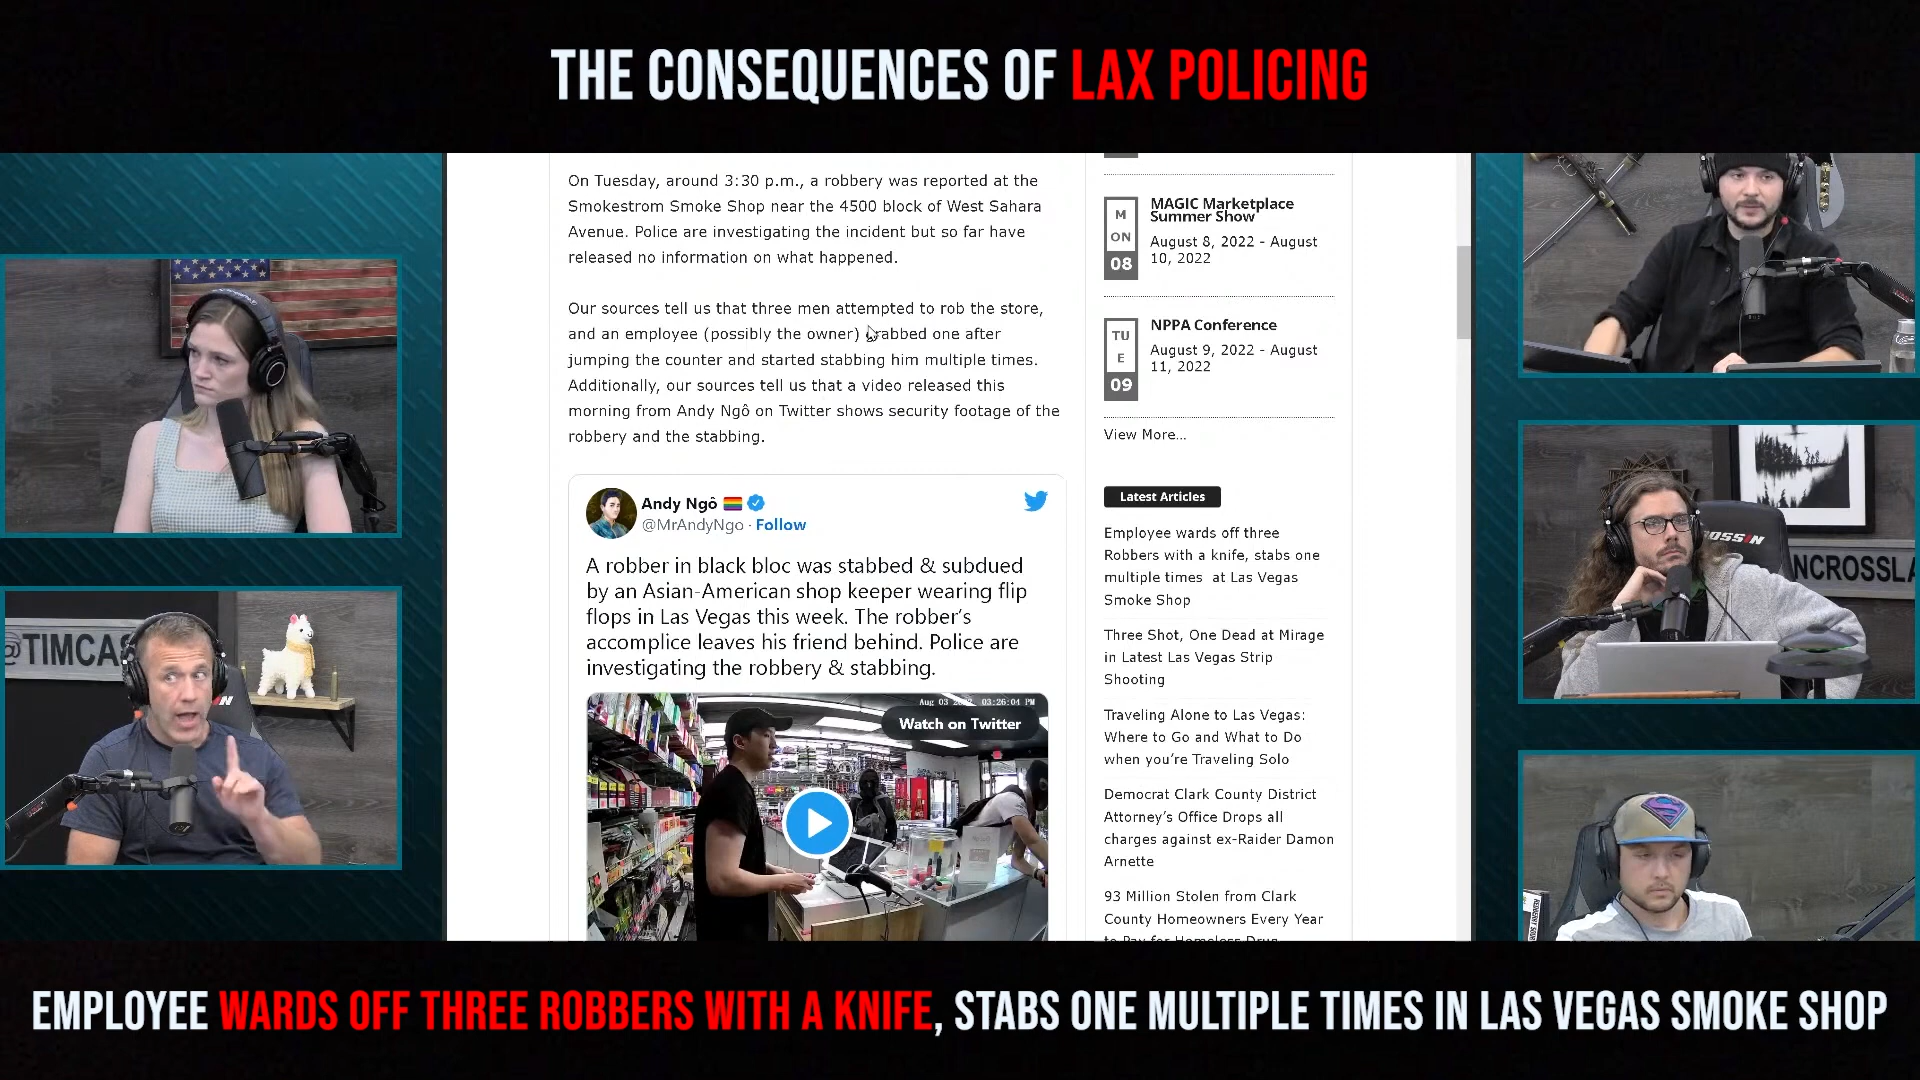 THE CONSEQUENCES OF LAX POLICING
On Tuesday, around 3:30 p.m., a robbery was reported at the
Smokestrom Smoke Shop near the 4500 block of West Sahara
Avenue. Police are investigating the incident but so far have
released no information on what happened.
Our sources tell us that three men attempted to rob the store,
and an employee (possibly the owner) grabbed one after
jumping the counter and started stabbing him multiple times.
Additionally, our sources tell us that a video released this
morning from Andy Ngô on Twitter shows security footage of the
robbery and the stabbing.
Andy Ngô
@MrAndyNgo · Follow
A robber in black bloc was stabbed & subdued
by an Asian-American shop keeper wearing flip
flops in Las Vegas this week. The robber's
accomplice leaves his friend behind. Police are
investigating the robbery & stabbing.
Watch on Twitter
MON
08
MAGIC Marketplace
Summer Show
August 8, 2022 - August
10, 2022
TUE
09
NPPA Conference
August 9, 2022 - August
11, 2022
View More...
Latest Articles
Employee wards off three
Robbers with a knife, stabs one
multiple times at Las Vegas
Smoke Shop
Three Shot, One Dead at Mirage
in Latest Las Vegas Strip
Shooting
Traveling Alone to Las Vegas:
Where to Go and What to Do
when you're Traveling Solo
Democrat Clark County District
Attorney's Office Drops all
charges against ex-Raider Damon
Arnette
93 Million Stolen from Clark
County Homeowners Every Year
to Pay for Homeless Drug
@TIMCAS
NCROSSLA
EMPLOYEE WARDS OFF THREE ROBBERS WITH A KNIFE, STABS ONE MULTIPLE TIMES IN LAS VEGAS SMOKE SHOP